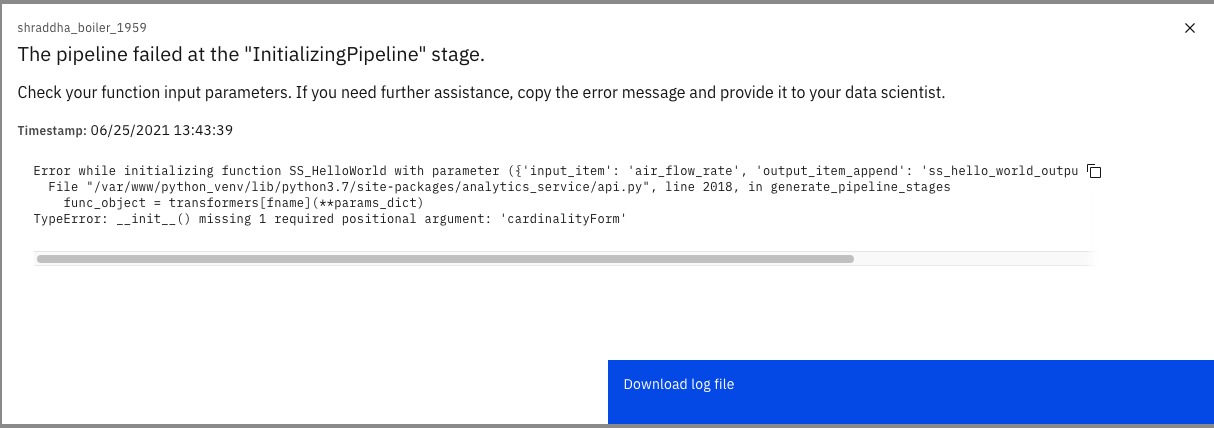 shraddha_boiler_1959
The pipeline failed at the "InitializingPipeline" stage.
Check your function input parameters. If you need further assistance, copy the error message and provide it to your data scientist.
Timestamp: 06/25/2021 13:43:39
Error while initializing function SS_HelloWorld with parameter ({'input_item': 'air_flow_rate', 'output_item_append': 'ss_hello_world_outpu
  File "/var/www/python_venv/lib/python3.7/site-packages/analytics_service/api.py", line 2018, in generate_pipeline_stages
    func_object = transformers[fname](**params_dict)
TypeError: __init__() missing 1 required positional argument: 'cardinalityForm'
Download log file